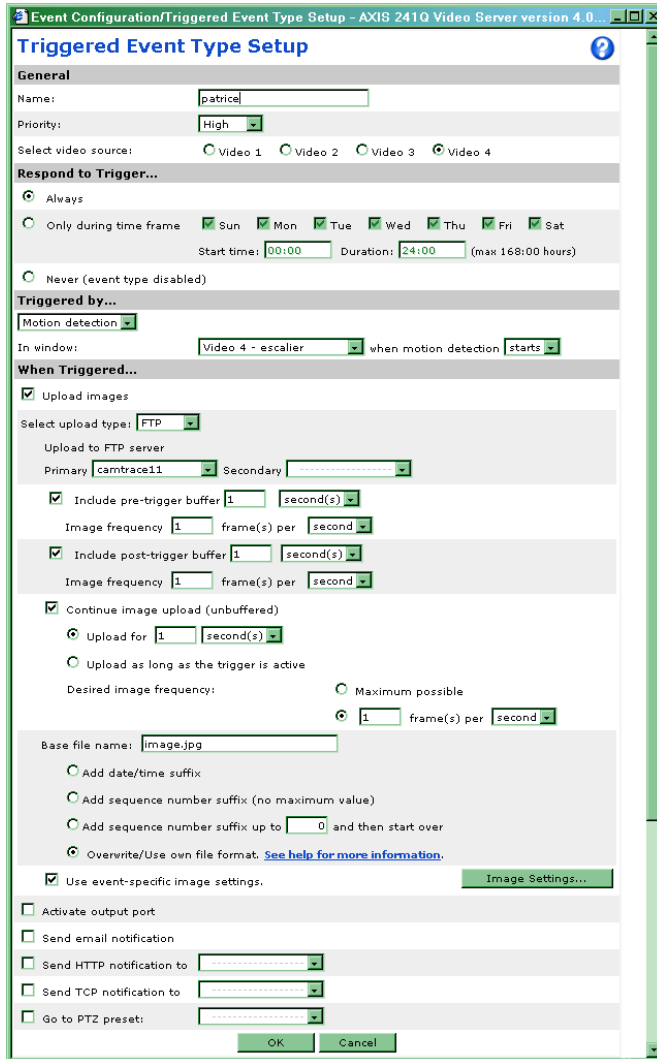 Event Configuration/Triggered Event Type Setup - AXIS 241Q Video Server version 4.0...
Triggered Event Type Setup
General
Name: patrice
Priority: High
Select video source: Video 1 Video 2 Video 3 Video 4
Respond to Trigger...
Always
Only during time frame Sun Mon Tue Wed Thu Fri Sat
Start time: 00:00 Duration: 24:00 (max 168:00 hours)
Never (event type disabled)
Triggered by...
Motion detection
In window: Video 4 - escalier when motion detection starts
When Triggered...
Upload images
Select upload type: FTP
Upload to FTP server
Primary camtrace11 Secondary --------------------
Include pre-trigger buffer 1 second(s)
Image frequency 1 frame(s) per second
Include post-trigger buffer 1 second(s)
Image frequency 1 frame(s) per second
Continue image upload (unbuffered)
Upload for 1 second(s)
Upload as long as the trigger is active
Desired image frequency: Maximum possible
1 frame(s) per second
Base file name: image.jpg
Add date/time suffix
Add sequence number suffix (no maximum value)
Add sequence number suffix up to 0 and then start over
Overwrite/Use own file format. See help for more information.
Use event-specific image settings. Image Settings...
Activate output port
Send email notification
Send HTTP notification to --------------------
Send TCP notification to --------------------
Go to PTZ preset: --------------------
OK Cancel